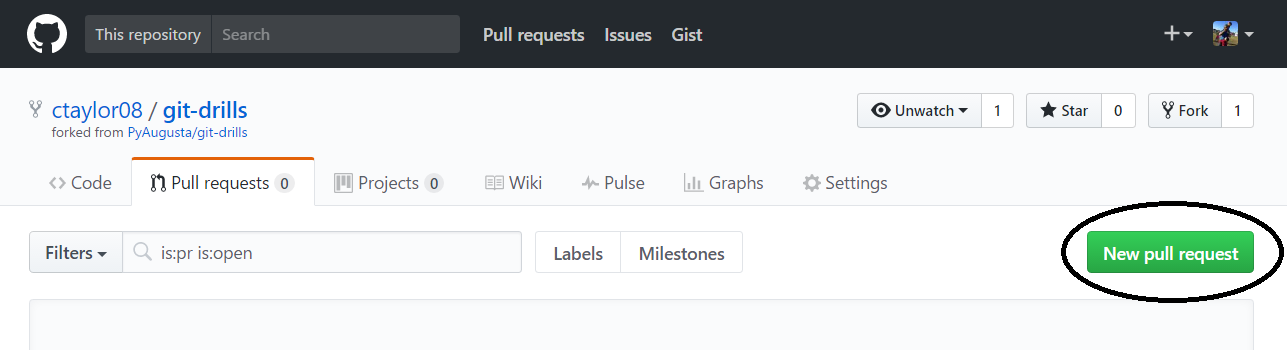 This repository Search Pull requests Issues Gist
ctaylor08 / git-drills
forked from PyAugusta/git-drills
Unwatch 1 Star 0 Fork 1
Code Pull requests 0 Projects 0 Wiki Pulse Graphs Settings
Filters is:pr is:open Labels Milestones New pull request